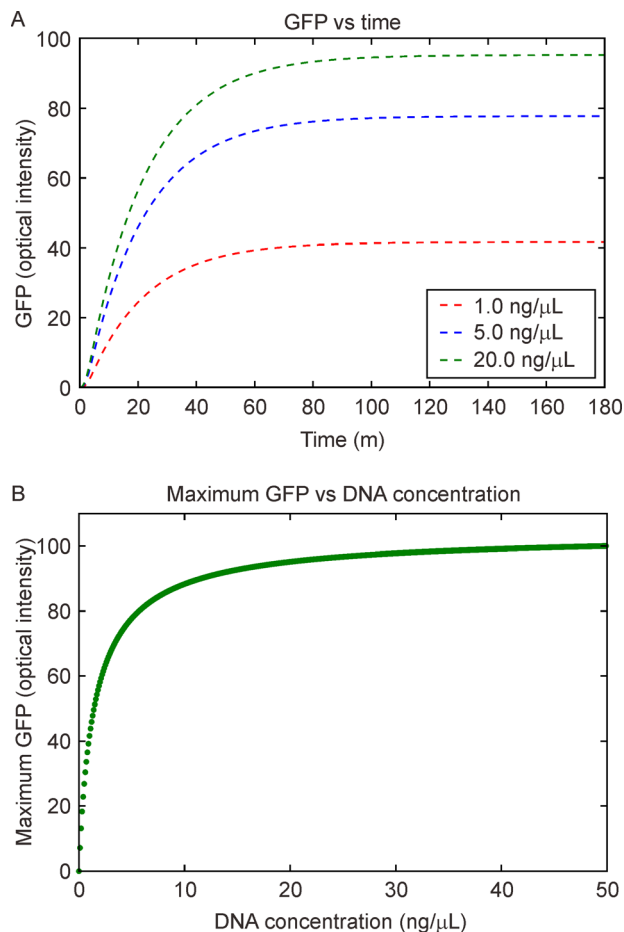 A
GFP vs time
100
80
60
40
20
0
GFP (optical intensity)
1.0 ng/μL
5.0 ng/μL
20.0 ng/μL
0 20 40 60 80 100 120 140 160 180
Time (m)
B
Maximum GFP vs DNA concentration
100
80
60
40
20
0
Maximum GFP (optical intensity)
0 10 20 30 40 50
DNA concentration (ng/μL)